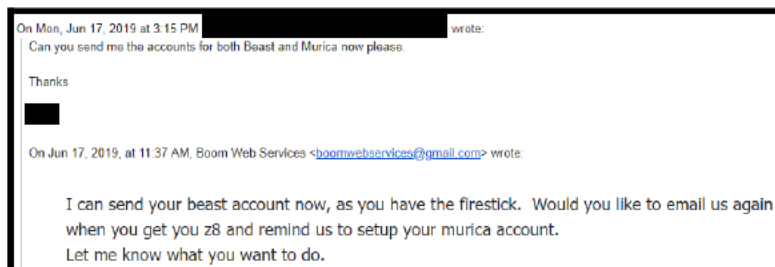 On Mon, Jun 17, 2019 at 3:15 PM wrote:
Can you send me the accounts for both Beast and Murica now please.
Thanks
On Jun 17, 2019, at 11:37 AM, Boom Web Services <boomwebservices@gmail.com> wrote:
I can send your beast account now, as you have the firestick. Would you like to email us again
when you get you z8 and remind us to setup your murica account.
Let me know what you want to do.